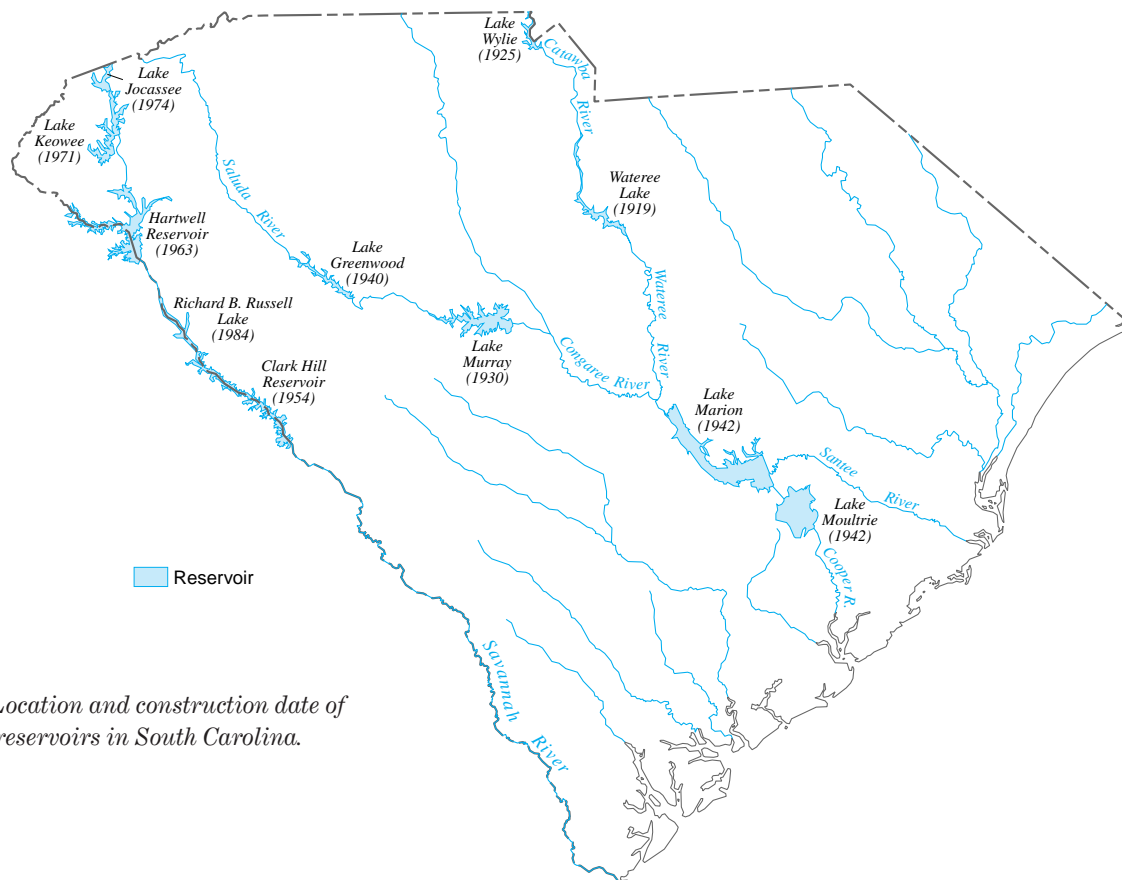 Lake
Wylie
(1925)
Catawba
River
Lake
Jocassee
(1974)
Lake
Keowee
(1971)
Saluda
River
Wateree
Lake
(1919)
Hartwell
Reservoir
(1963)
Lake
Greenwood
(1940)
Wateree
River
Richard B. Russell
Lake
(1984)
Lake
Murray
(1930)
Congaree River
Clark Hill
Reservoir
(1954)
Lake
Marion
(1942)
Santee
River
Lake
Moultrie
(1942)
Cooper R.
Reservoir
Savannah
River
Location and construction date of
reservoirs in South Carolina.